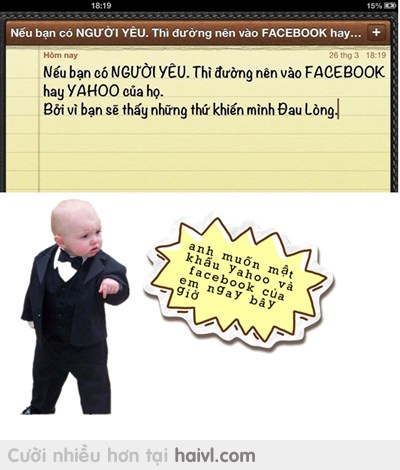 18:19
15%
Nếu bạn có NGƯỜI YÊU. Thì đường nên vào FACEBOOK hay...
Hôm nay
26 thg 3 18:19
Nếu bạn có NGƯỜI YÊU. Thì đường nên vào FACEBOOK
hay YAHOO của họ.
Bởi vì bạn sẽ thấy những thứ khiến mình Đau Lòng.
anh muốn mật
khẩu yahoo và
facebook của
em ngay bây
giờ
Cười nhiều hơn tại haivl.com